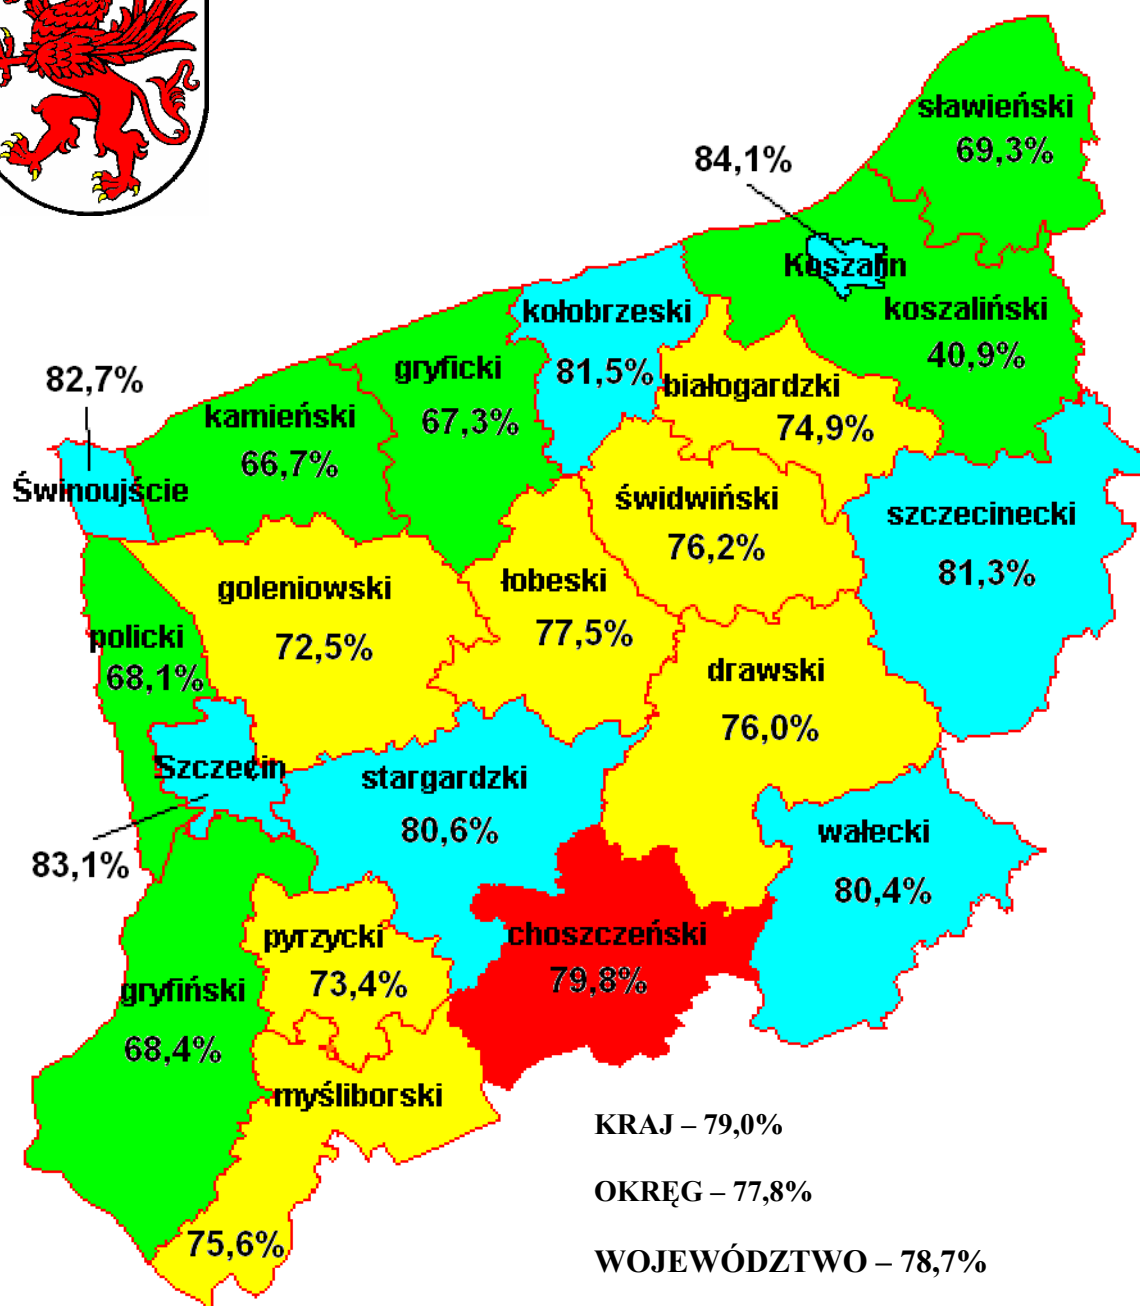 sławieński
69,3%
84,1%
Koszalin
koszaliński
40,9%
kołobrzeski
81,5%
białogardzki
74,9%
gryficki
67,3%
82,7%
kamieński
66,7%
Świnoujście
świdwiński
76,2%
szczecinecki
81,3%
goleniowski
72,5%
łobeski
77,5%
policki
68,1%
drawski
76,0%
Szczecin
83,1%
stargardzki
80,6%
wałecki
80,4%
choszczeński
79,8%
pyrzycki
73,4%
gryfiński
68,4%
myśliborski
75,6%
KRAJ – 79,0%
OKRĘG – 77,8%
WOJEWÓDZTWO – 78,7%